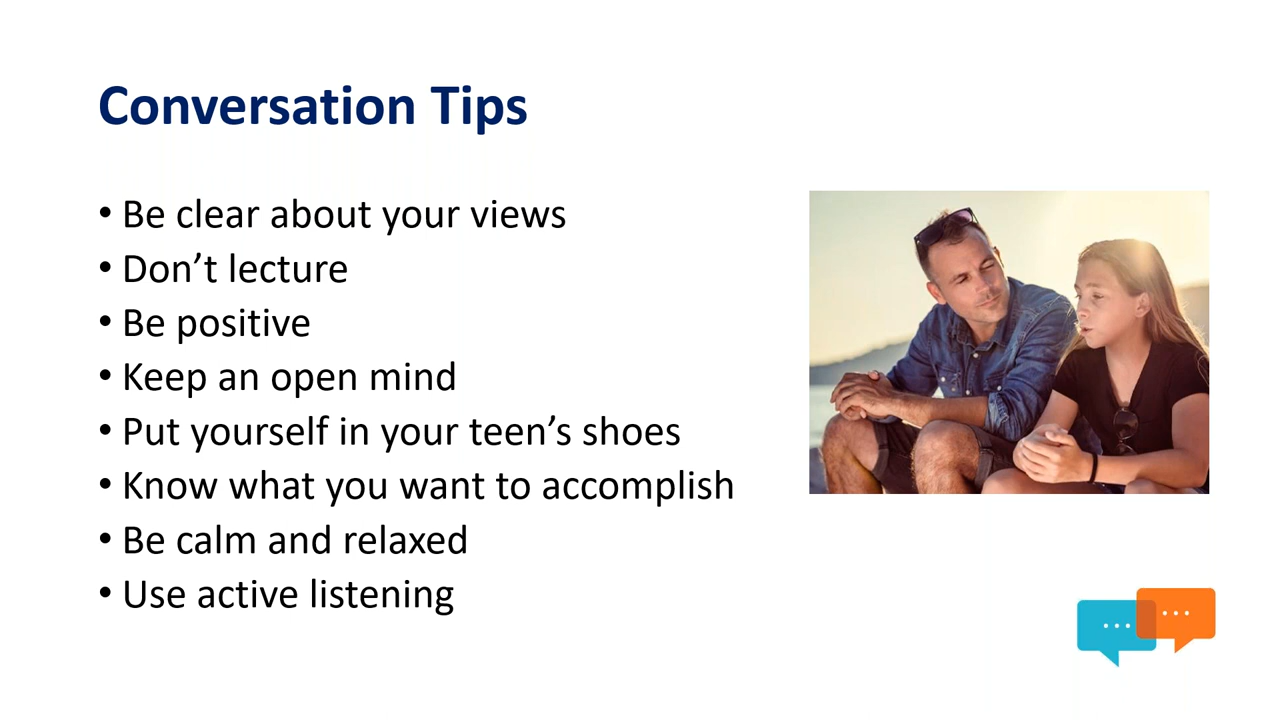 Conversation Tips
• Be clear about your views
• Don’t lecture
• Be positive
• Keep an open mind
• Put yourself in your teen’s shoes
• Know what you want to accomplish
• Be calm and relaxed
• Use active listening